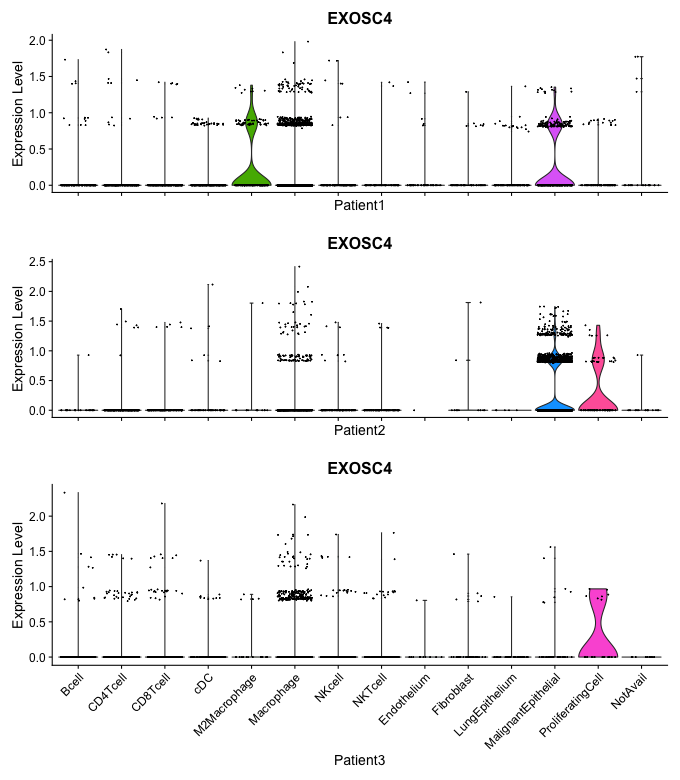 EXOSC4
Expression Level
2.0
1.5
1.0
0.5
0.0
Patient1
EXOSC4
Expression Level
2.5
2.0
1.5
1.0
0.5
0.0
Patient2
EXOSC4
Expression Level
2.0
1.5
1.0
0.5
0.0
Bcell
CD4Tcell
CD8Tcell
cDC
M2Macrophage
Macrophage
NKcell
NKTcell
Endothelium
Fibroblast
LungEpithelium
MalignantEpithelial
ProliferatingCell
NotAvail
Patient3